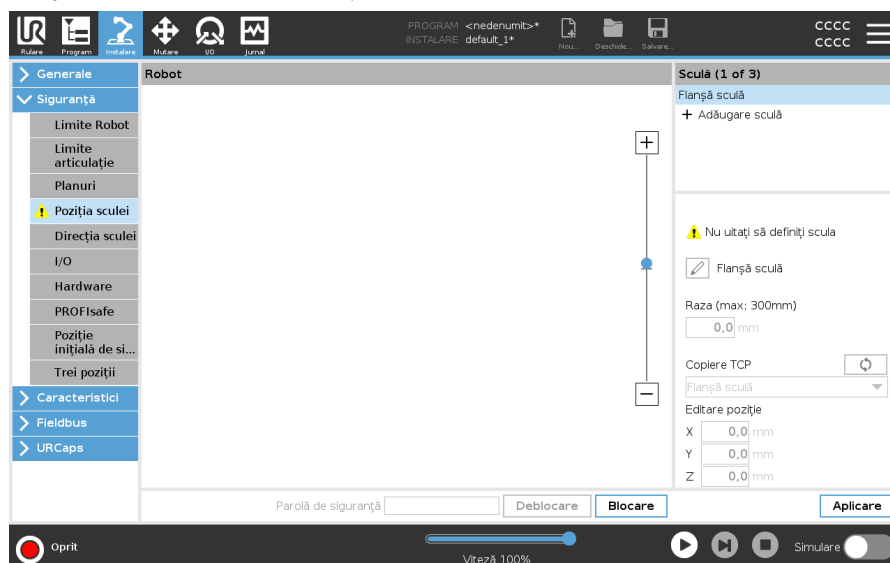 PROGRAM <nedenumit>*
INSTALARE default_1*
cccc
cccc
Rulare Program Instalare Mutare I/O Jurnal
Nou... Deschide... Salvare...
Generale
Siguranță
Limite Robot
Limite
articulație
Planuri
Poziția sculei
Direcția sculei
I/O
Hardware
PROFIsafe
Poziție
inițială de si...
Trei poziții
Caracteristici
Fieldbus
URCaps
Robot
Sculă (1 of 3)
Flanșă sculă
Adăugare sculă
Nu uitați să definiți scula
Flanșă sculă
Raza (max: 300mm)
0,0 mm
Copiere TCP
Flanșă sculă
Editare poziție
X 0,0 mm
Y 0,0 mm
Z 0,0 mm
Parolă de siguranță Deblocare Blocare Aplicare
Oprit
Viteză 100%
Simulare